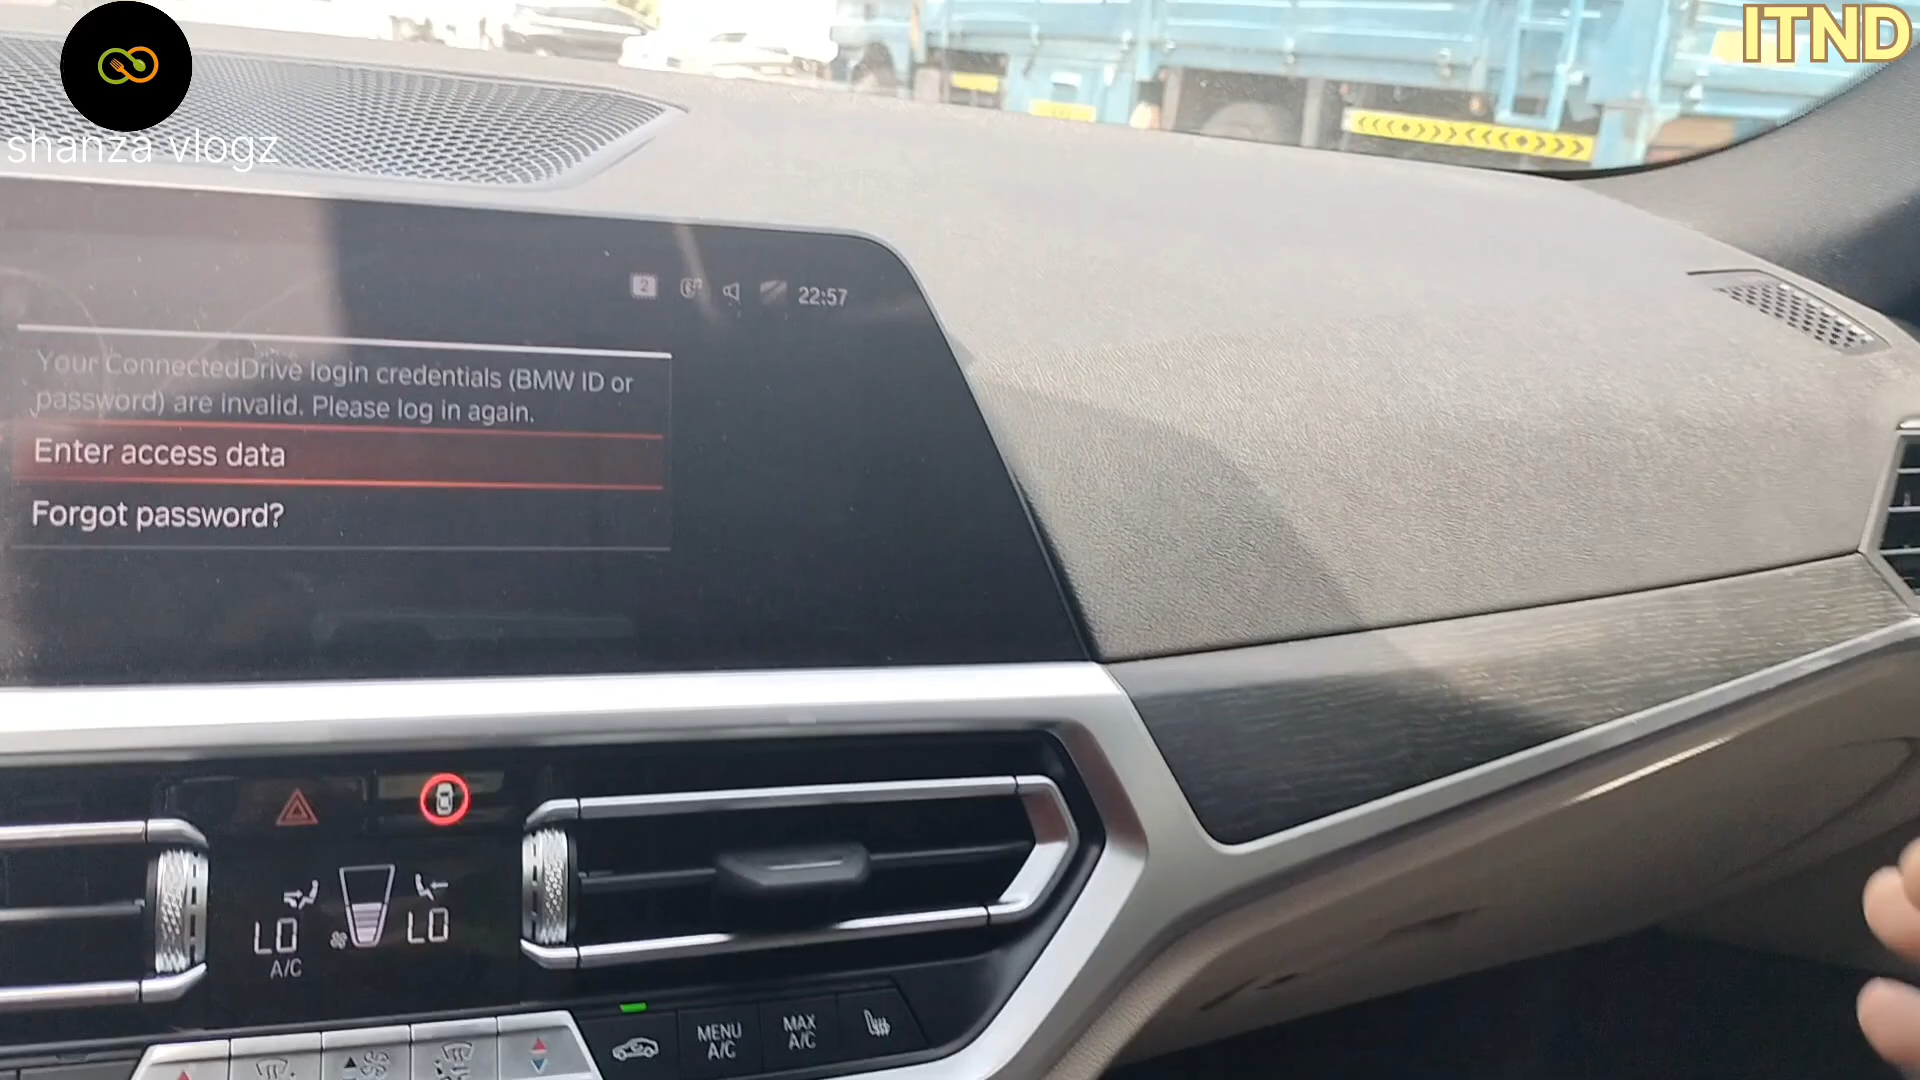 ITND
shanza vlogz
2
22:57
Your ConnectedDrive login credentials (BMW ID or
password) are invalid. Please log in again.
Enter access data
Forgot password?
LO
LO
A/C
MENU
A/C
MAX
A/C